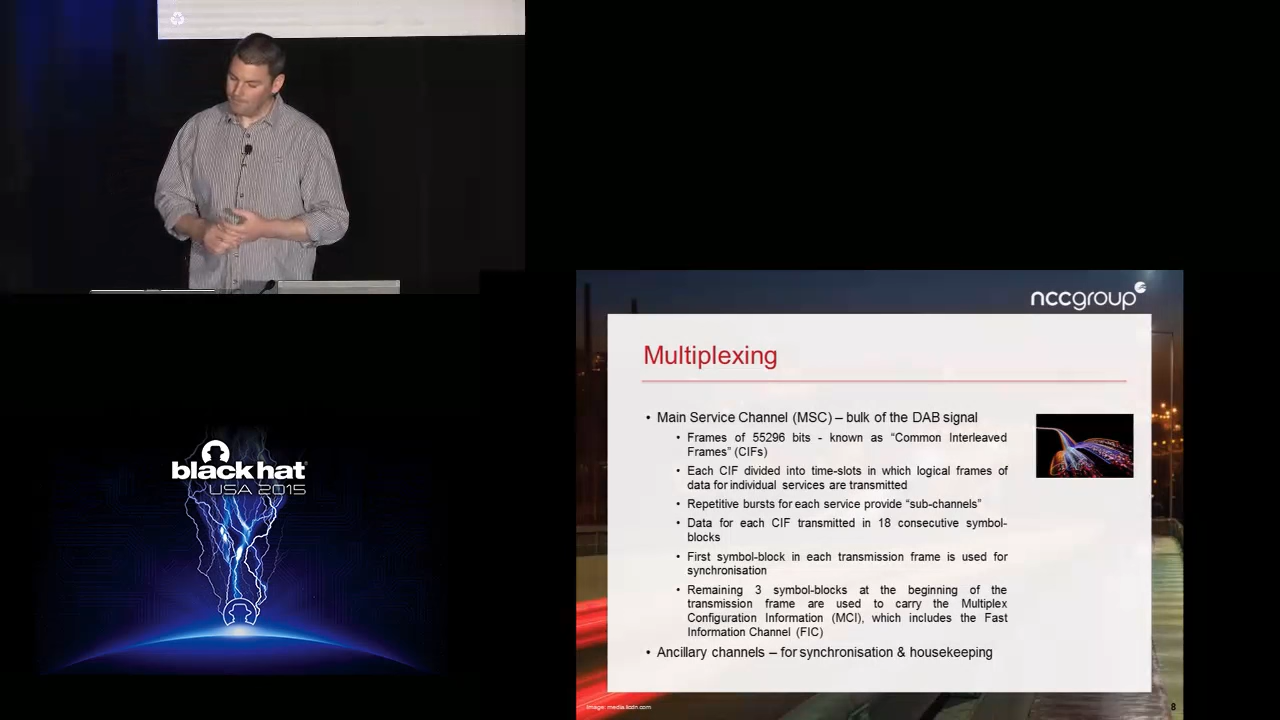 nccgroup
Multiplexing
• Main Service Channel (MSC) – bulk of the DAB signal
• Frames of 55296 bits - known as “Common Interleaved
Frames” (CIFs)
• Each CIF divided into time-slots in which logical frames of
data for individual services are transmitted
• Repetitive bursts for each service provide “sub-channels”
• Data for each CIF transmitted in 18 consecutive symbol-
blocks
• First symbol-block in each transmission frame is used for
synchronisation
• Remaining 3 symbol-blocks at the beginning of the
transmission frame are used to carry the Multiplex
Configuration Information (MCI), which includes the Fast
Information Channel (FIC)
• Ancillary channels – for synchronisation & housekeeping
8
black hat
USA 2015